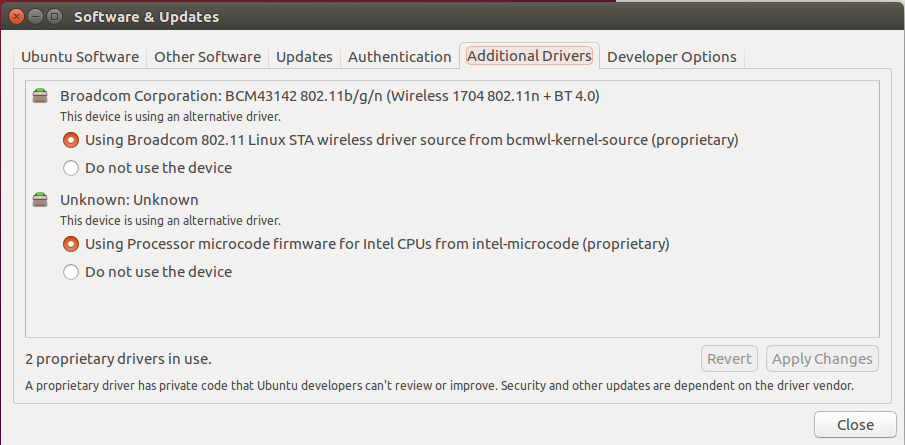 Software & Updates
Ubuntu Software Other Software Updates Authentication Additional Drivers Developer Options
Broadcom Corporation: BCM43142 802.11b/g/n (Wireless 1704 802.11n + BT 4.0)
This device is using an alternative driver.
Using Broadcom 802.11 Linux STA wireless driver source from bcmwl-kernel-source (proprietary)
Do not use the device
Unknown: Unknown
This device is using an alternative driver.
Using Processor microcode firmware for Intel CPUs from intel-microcode (proprietary)
Do not use the device
2 proprietary drivers in use. Revert Apply Changes
A proprietary driver has private code that Ubuntu developers can't review or improve. Security and other updates are dependent on the driver vendor.
Close